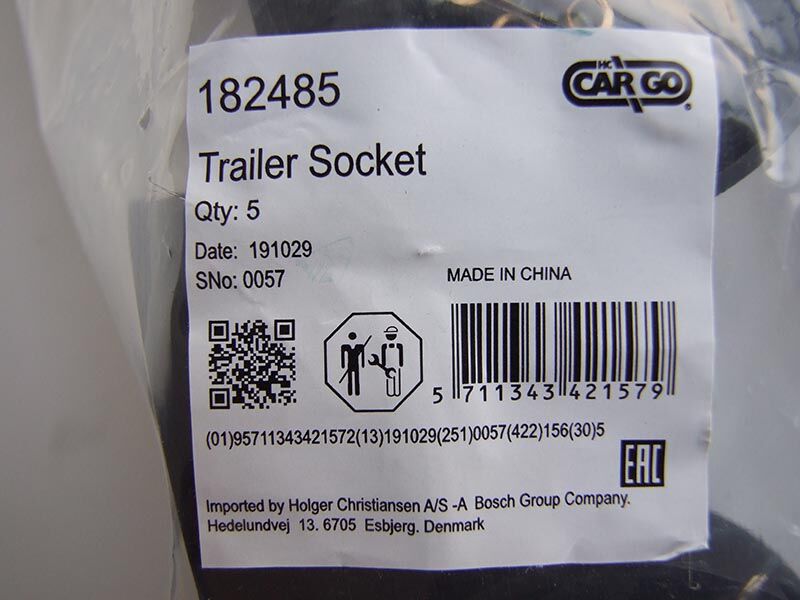 HC
CARGO
182485
Trailer Socket
Qty: 5
Date: 191029
SNo: 0057
MADE IN CHINA
5 711343 421579
(01)95711343421572(13)191029(251)0057(422)156(30)5
EAC
Imported by Holger Christiansen A/S -A Bosch Group Company.
Hedelundvej 13. 6705 Esbjerg. Denmark